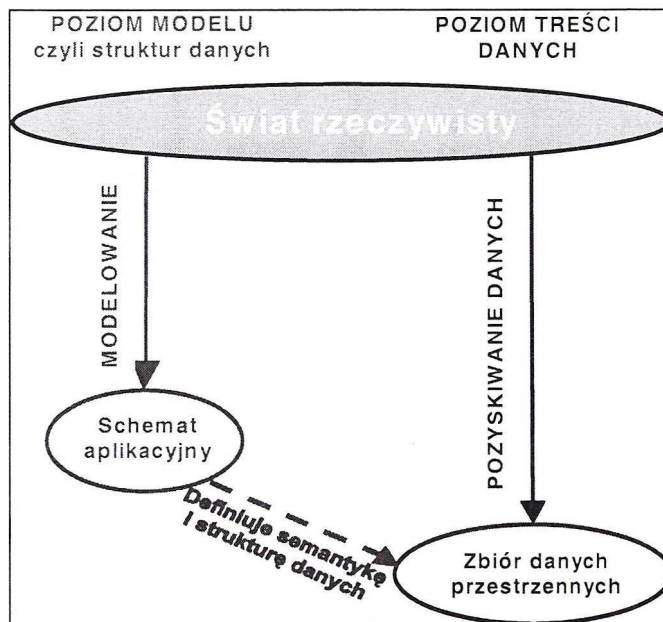 POZIOM MODELU
czyli struktur danych
POZIOM TREŚCI
DANYCH
Świat rzeczywisty
MODELOWANIE
POZYSKIWANIE DANYCH
Schemat
aplikacyjny
Definiuje semantykę
i strukturę danych
Zbiór danych
przestrzennych